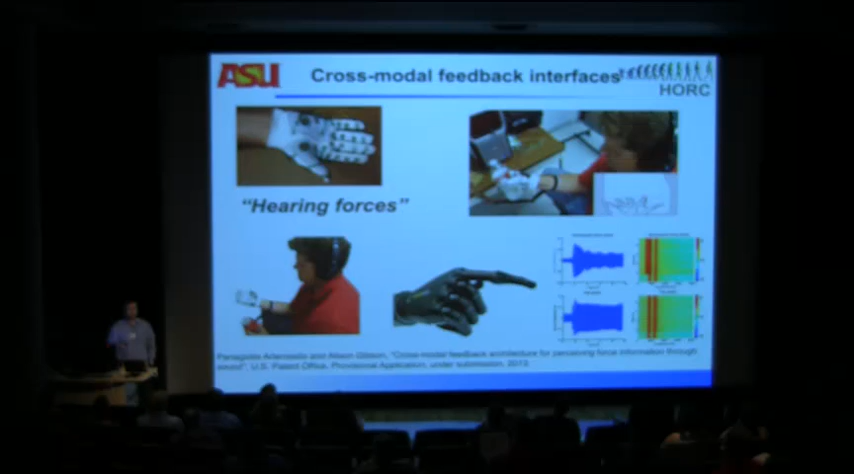 ASU
Cross-modal feedback interfaces
HORC
"Hearing forces"
Panagiotis Artemiadis and Alison Gibson, "Cross-modal feedback architecture for perceiving force information through
sound", U.S. Patent Office, Provisional Application, under submission, 2013.